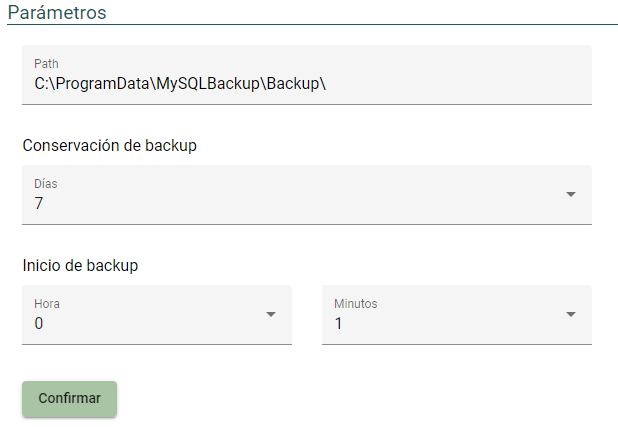 Parámetros
Path
C:\ProgramData\MySQLBackup\Backup\
Conservación de backup
Días
7
Inicio de backup
Hora
Minutos
0
1
Confirmar